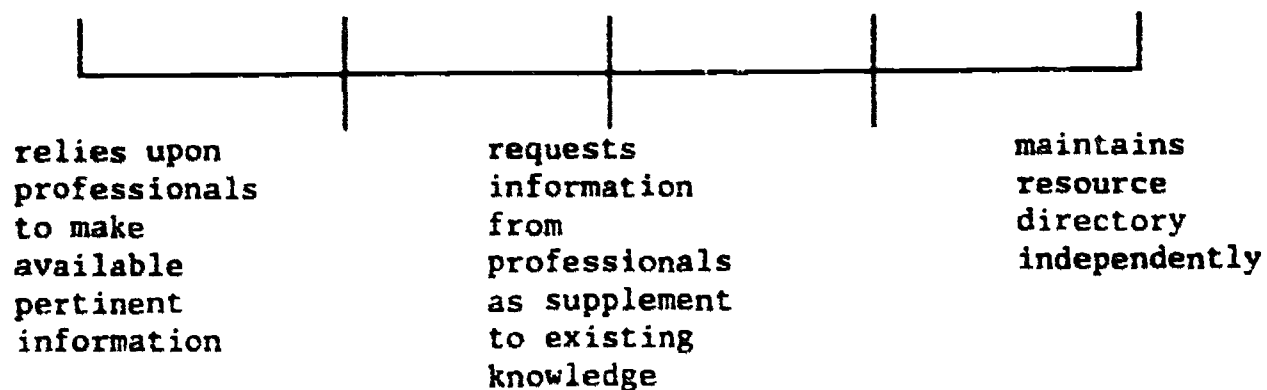 relies upon
professionals
to make
available
pertinent
information
requests
information
from
professionals
as supplement
to existing
knowledge
maintains
resource
directory
independently